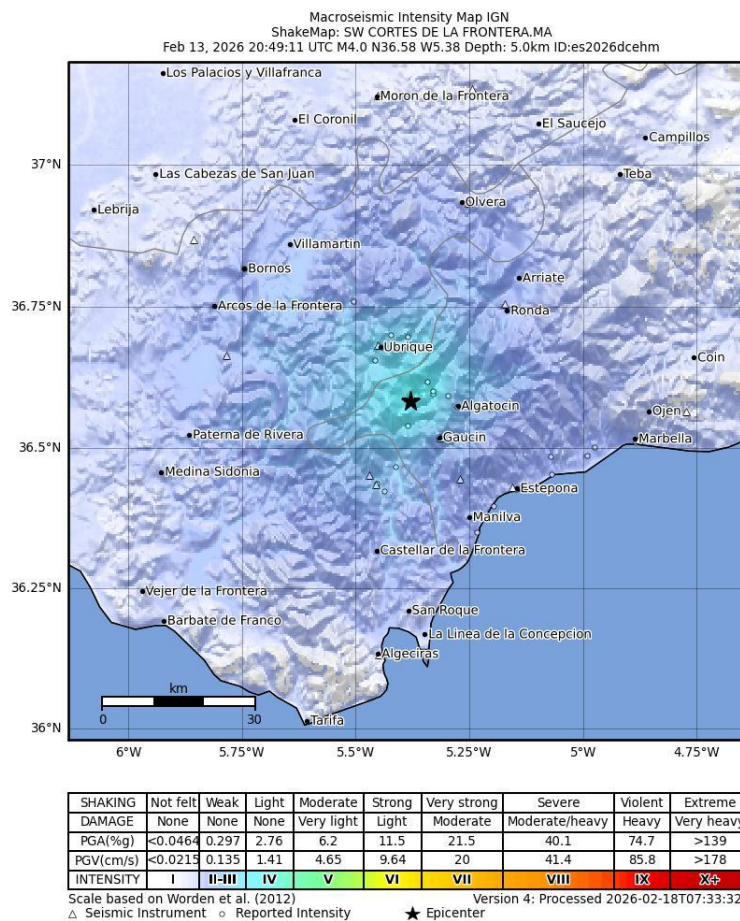 Macroseismic Intensity Map IGN
ShakeMap: SW CORTES DE LA FRONTERA.MA
Feb 13, 2026 20:49:11 UTC M4.0 N36.58 W5.38 Depth: 5.0km ID:es2026dcehm
Los Palacios y Villafranca
Moron de la Frontera
El Coronil
El Saucejo
Campillos
37°N
Las Cabezas de San Juan
Teba
Olvera
Lebrija
Villamartin
Bornos
Arriate
36.75°N
Arcos de la Frontera
Ronda
Ubrique
Coin
Algatocin
Ojen
Paterna de Rivera
Gaucin
Marbella
36.5°N
Medina Sidonia
Estepona
Manilva
Castellar de la Frontera
36.25°N
Vejer de la Frontera
San Roque
Barbate de Franco
La Linea de la Concepcion
Algeciras
km
0 30
Tarifa
36°N
6°W 5.75°W 5.5°W 5.25°W 5°W 4.75°W
SHAKING Not felt Weak Light Moderate Strong Very strong Severe Violent Extreme
DAMAGE None None None Very light Light Moderate Moderate/heavy Heavy Very heavy
PGA(%g) <0.0464 0.297 2.76 6.2 11.5 21.5 40.1 74.7 >139
PGV(cm/s) <0.0215 0.135 1.41 4.65 9.64 20 41.4 85.8 >178
INTENSITY I II-III IV V VI VII VIII IX X+
Scale based on Worden et al. (2012) Version 4: Processed 2026-02-18T07:33:32
△ Seismic Instrument ○ Reported Intensity ★ Epicenter